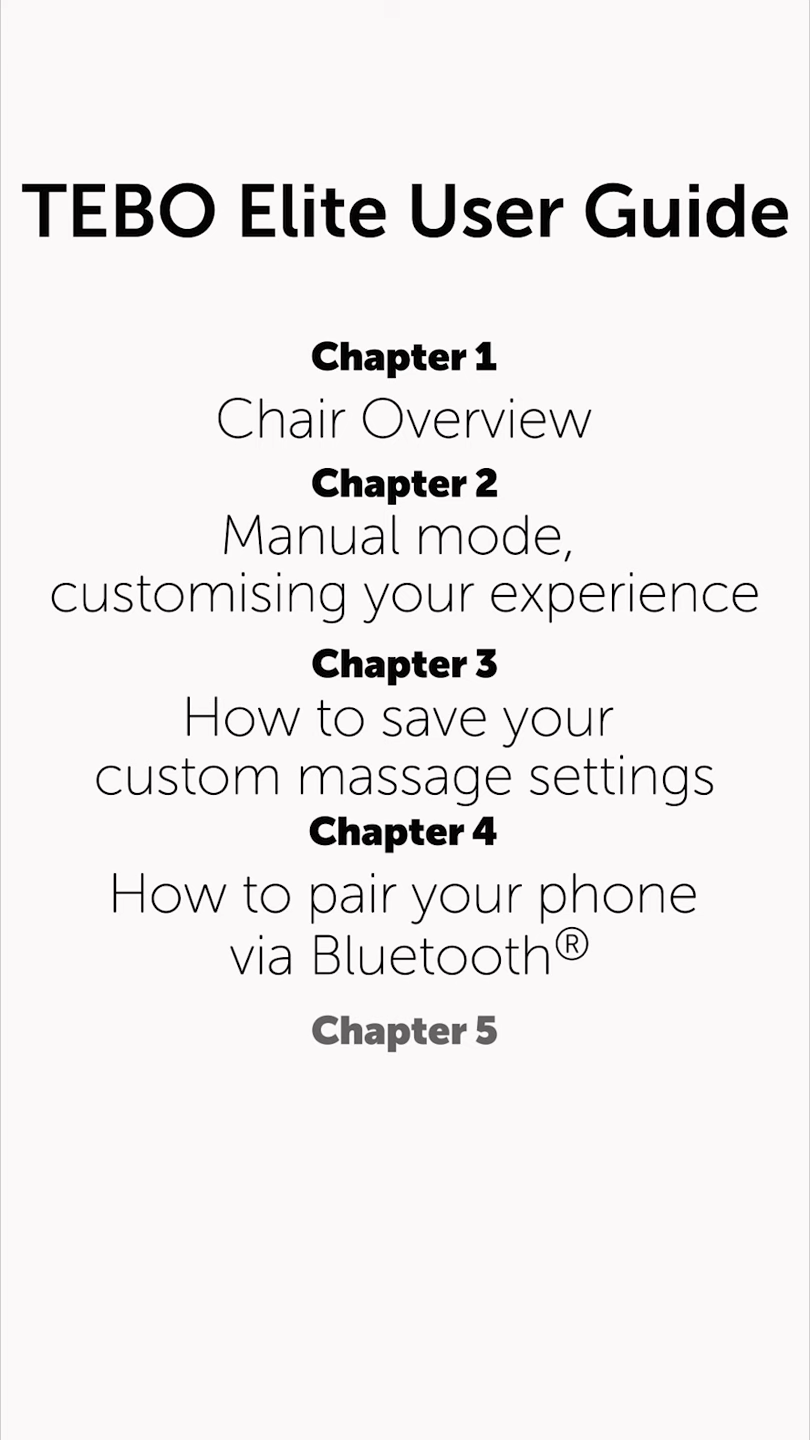 TEBO Elite User Guide
Chapter 1
Chair Overview
Chapter 2
Manual mode,
customising your experience
Chapter 3
How to save your
custom massage settings
Chapter 4
How to pair your phone
via Bluetooth®
Chapter 5